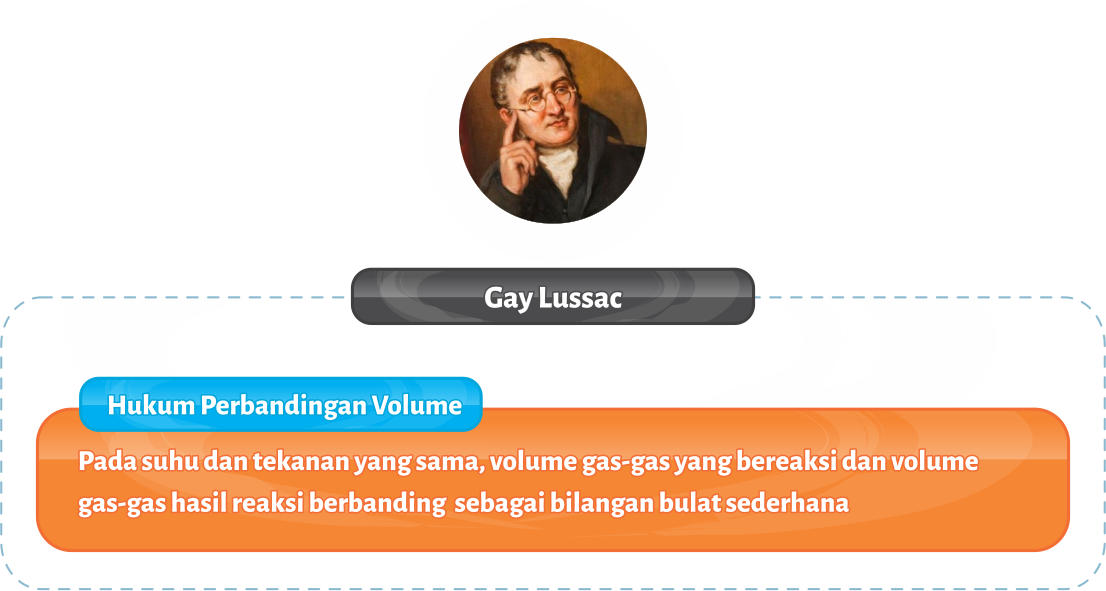 Gay Lussac
Hukum Perbandingan Volume
Pada suhu dan tekanan yang sama, volume gas-gas yang bereaksi dan volume
gas-gas hasil reaksi berbanding sebagai bilangan bulat sederhana